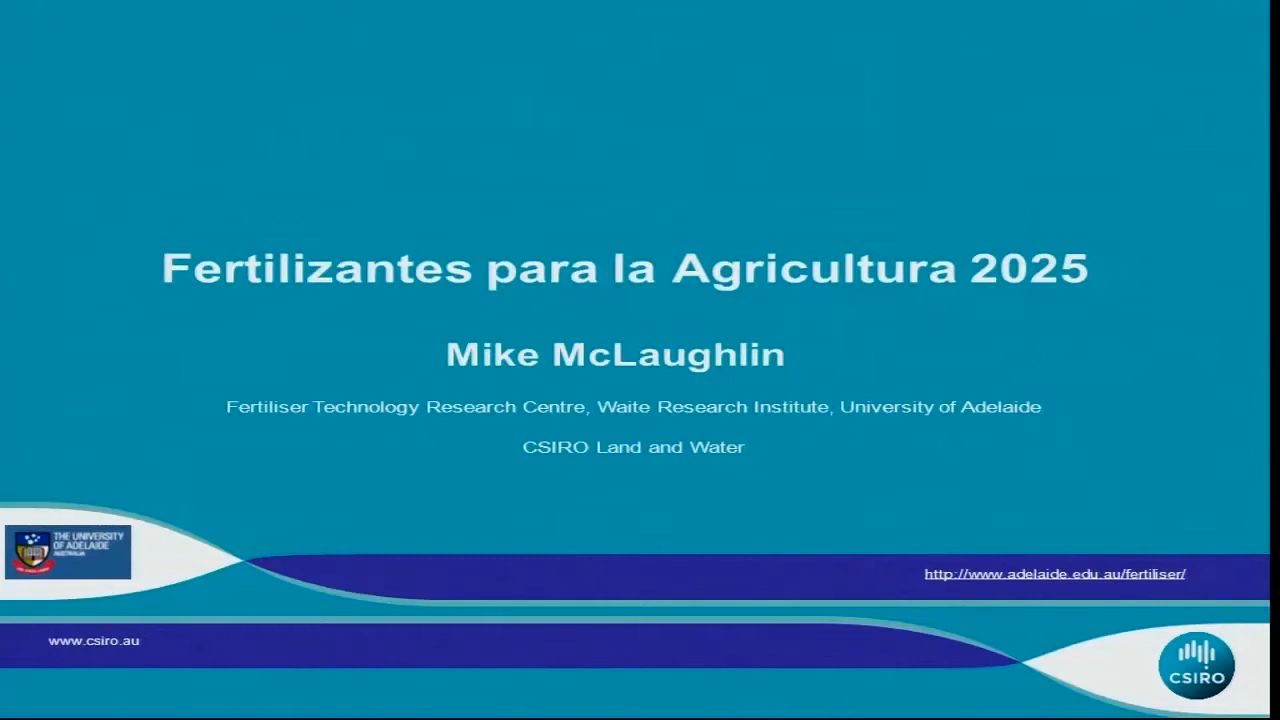 Fertilizantes para la Agricultura 2025
Mike McLaughlin
Fertiliser Technology Research Centre, Waite Research Institute, University of Adelaide
CSIRO Land and Water
THE UNIVERSITY
OF ADELAIDE
AUSTRALIA
http://www.adelaide.edu.au/fertiliser/
www.csiro.au
CSIRO